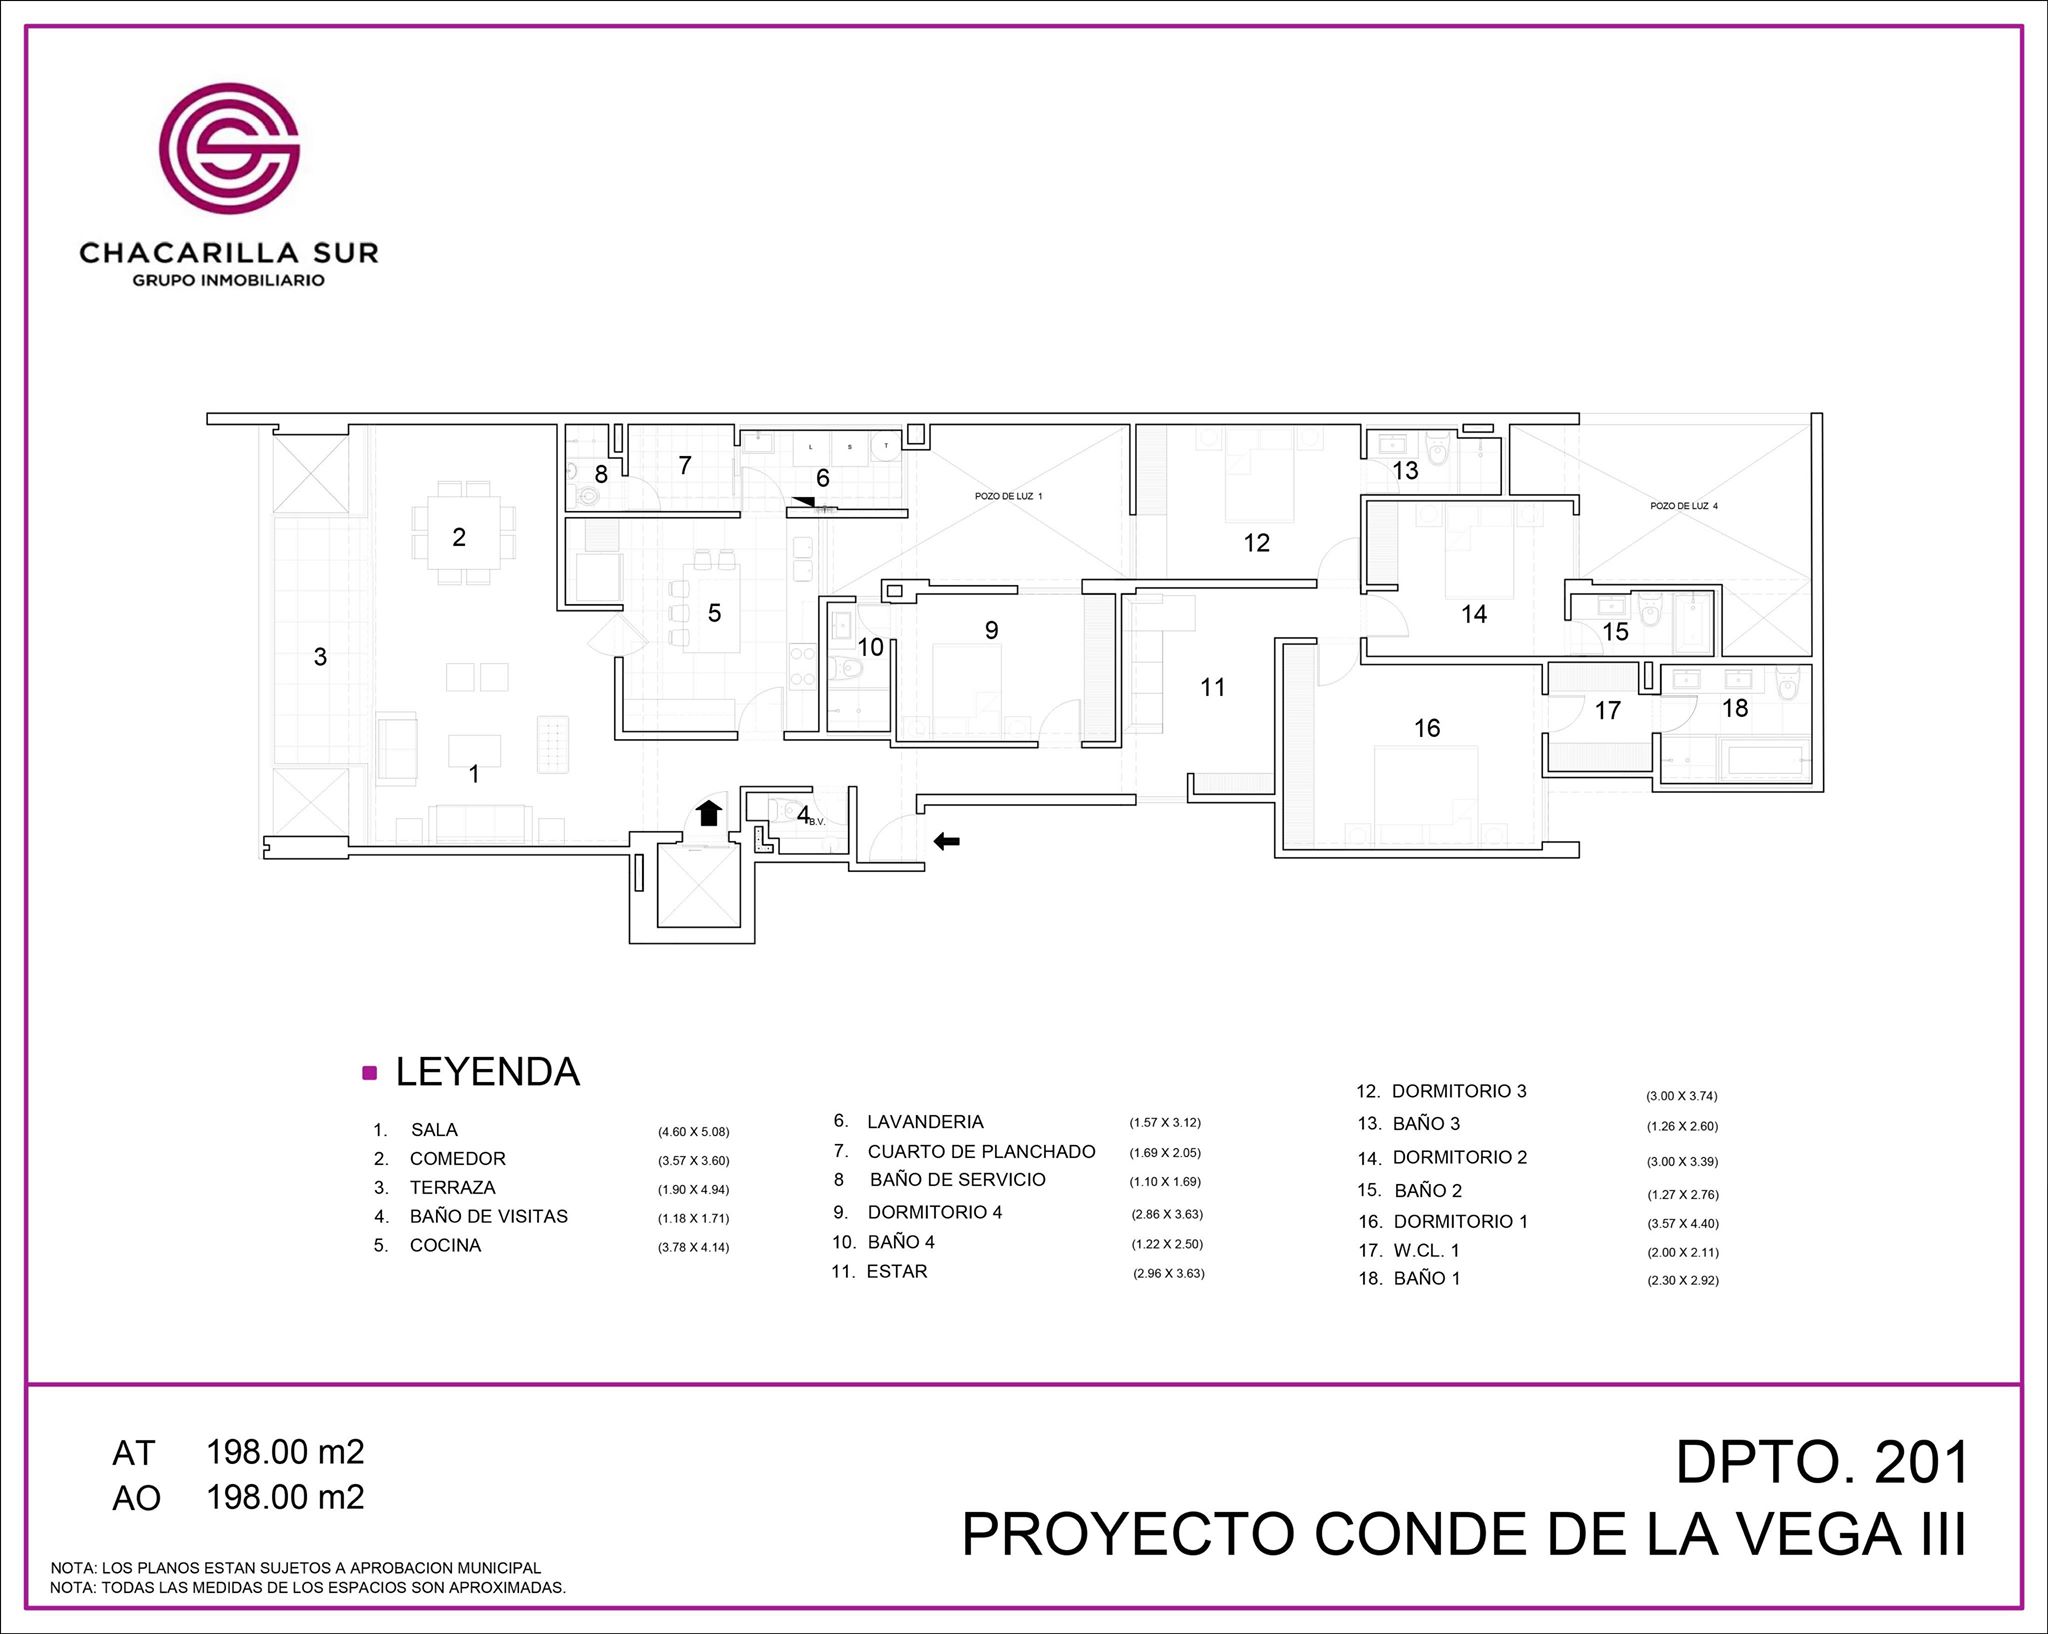 CHACARILLA SUR
GRUPO INMOBILIARIO
8
7
L
S
T
6
13
POZO DE LUZ 1
POZO DE LUZ 4
2
12
5
14
9
10
15
3
11
17
18
16
1
4
B.V.
LEYENDA
1. SALA (4.60 X 5.08)
2. COMEDOR (3.57 X 3.60)
3. TERRAZA (1.90 X 4.94)
4. BAÑO DE VISITAS (1.18 X 1.71)
5. COCINA (3.78 X 4.14)
6. LAVANDERIA (1.57 X 3.12)
7. CUARTO DE PLANCHADO (1.69 X 2.05)
8 BAÑO DE SERVICIO (1.10 X 1.69)
9. DORMITORIO 4 (2.86 X 3.63)
10. BAÑO 4 (1.22 X 2.50)
11. ESTAR (2.96 X 3.63)
12. DORMITORIO 3 (3.00 X 3.74)
13. BAÑO 3 (1.26 X 2.60)
14. DORMITORIO 2 (3.00 X 3.39)
15. BAÑO 2 (1.27 X 2.76)
16. DORMITORIO 1 (3.57 X 4.40)
17. W.CL. 1 (2.00 X 2.11)
18. BAÑO 1 (2.30 X 2.92)
AT 198.00 m2
AO 198.00 m2
NOTA: LOS PLANOS ESTAN SUJETOS A APROBACION MUNICIPAL
NOTA: TODAS LAS MEDIDAS DE LOS ESPACIOS SON APROXIMADAS.
DPTO. 201
PROYECTO CONDE DE LA VEGA III